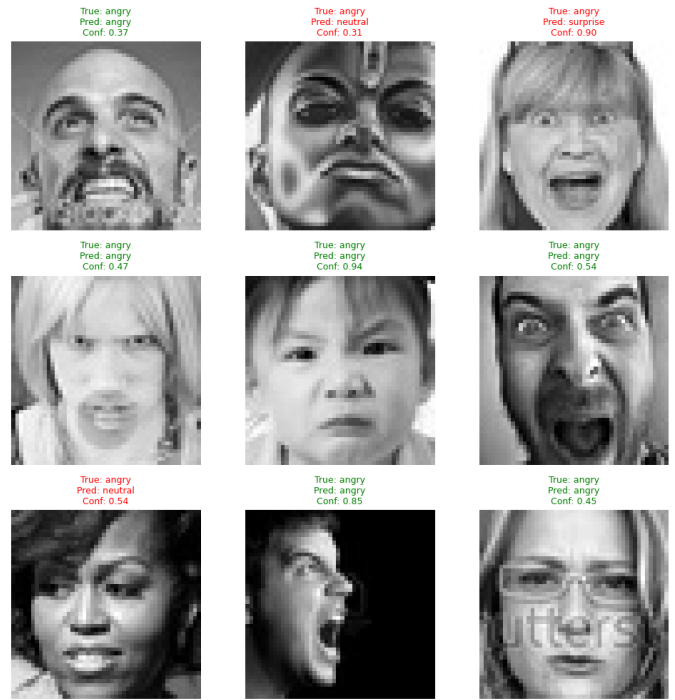 True: angry
Pred: angry
Conf: 0.37
True: angry
Pred: neutral
Conf: 0.31
True: angry
Pred: surprise
Conf: 0.90
True: angry
Pred: angry
Conf: 0.47
True: angry
Pred: angry
Conf: 0.94
True: angry
Pred: angry
Conf: 0.54
True: angry
Pred: neutral
Conf: 0.54
True: angry
Pred: angry
Conf: 0.85
True: angry
Pred: angry
Conf: 0.45
utters